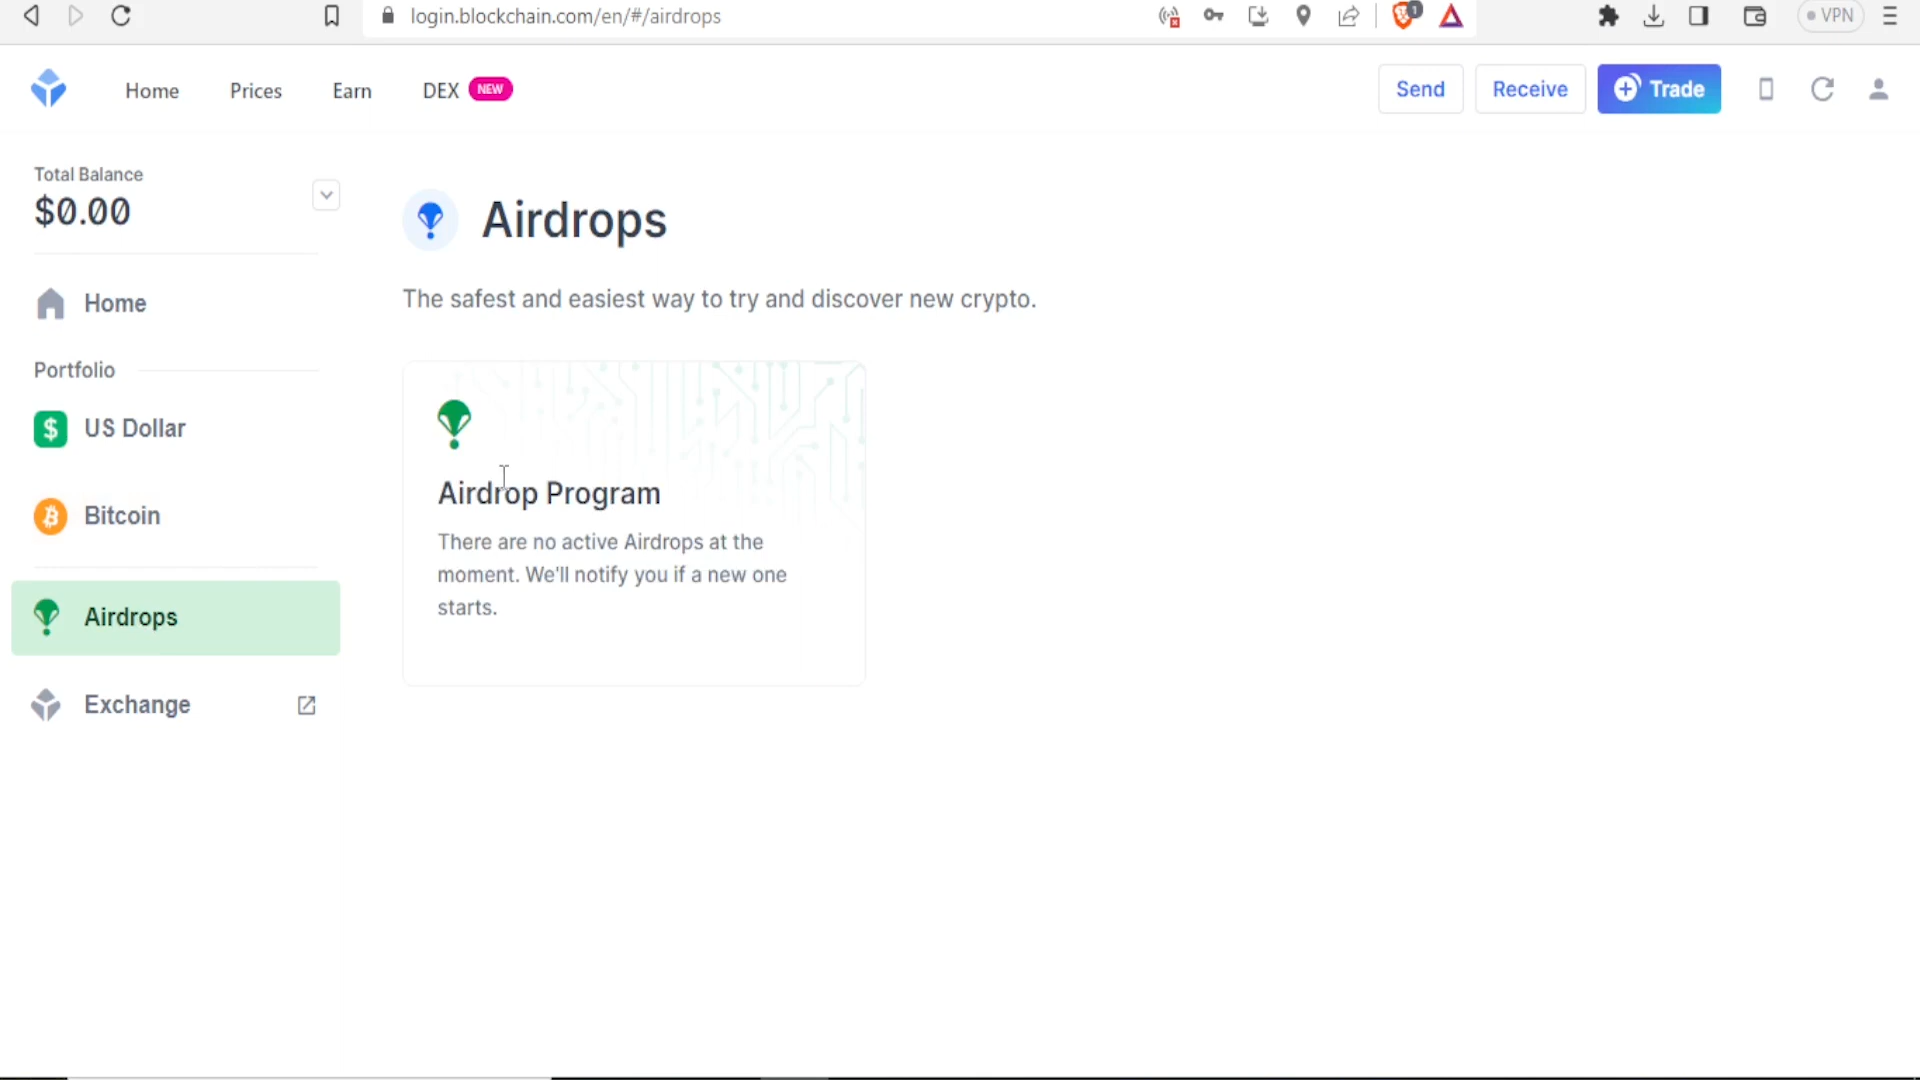 login.blockchain.com/en/#/airdrops
1
VPN
Home
Prices
Earn
DEX
NEW
Send
Receive
Trade
Total Balance
$0.00
Home
Portfolio
$
US Dollar
Bitcoin
Airdrops
Exchange
Airdrops
The safest and easiest way to try and discover new crypto.
Airdrop Program
There are no active Airdrops at the
moment. We'll notify you if a new one
starts.